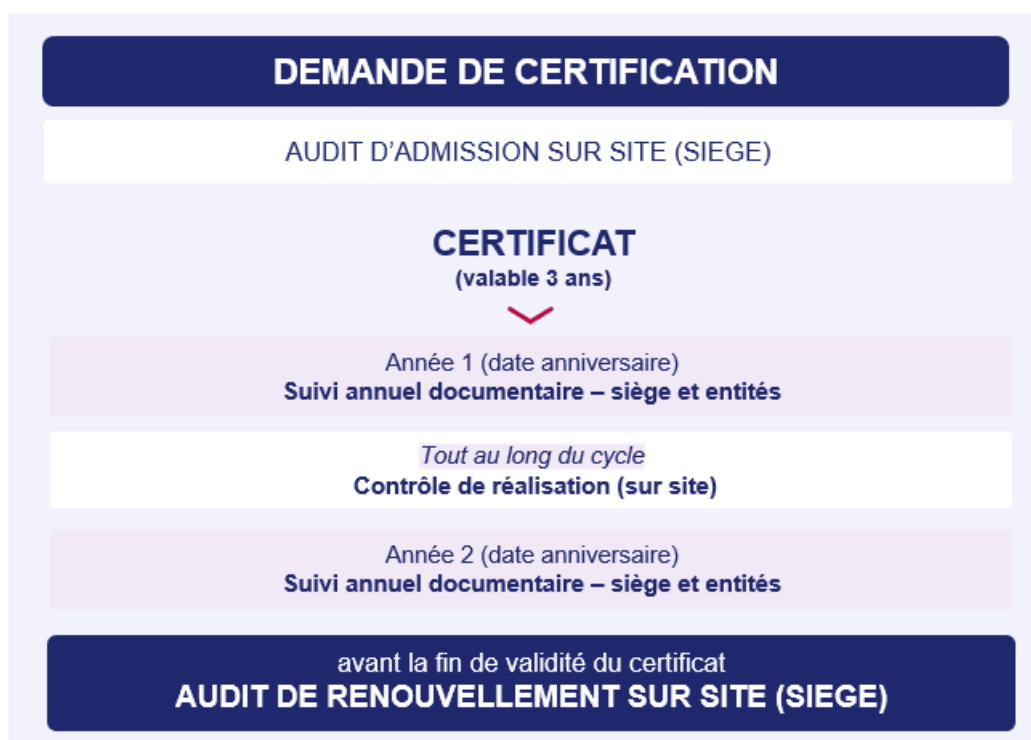 DEMANDE DE CERTIFICATION
AUDIT D’ADMISSION SUR SITE (SIEGE)
CERTIFICAT
(valable 3 ans)
Année 1 (date anniversaire)
Suivi annuel documentaire – siège et entités
Tout au long du cycle
Contrôle de réalisation (sur site)
Année 2 (date anniversaire)
Suivi annuel documentaire – siège et entités
avant la fin de validité du certificat
AUDIT DE RENOUVELLEMENT SUR SITE (SIEGE)